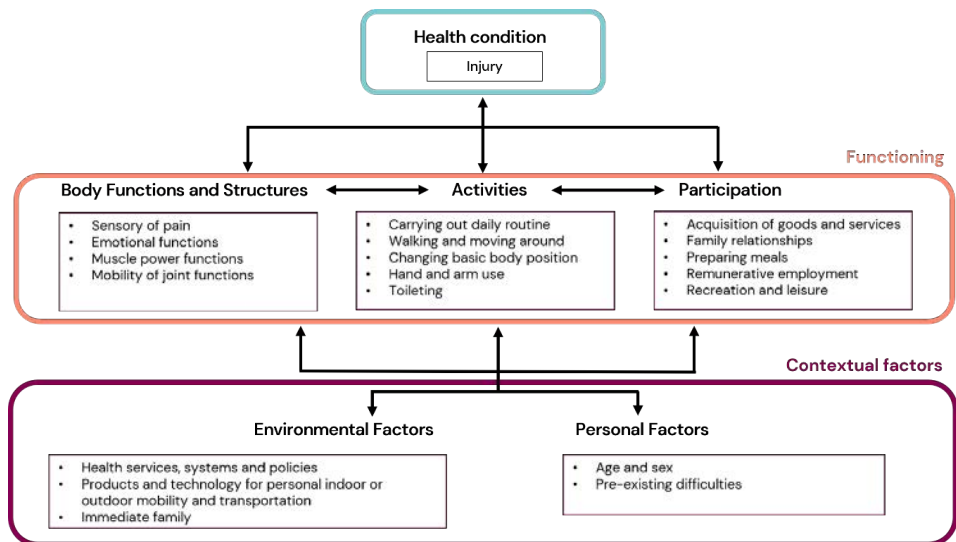 Health condition
Injury
Functioning
Body Functions and Structures
Activities
Participation
• Sensory of pain
• Emotional functions
• Muscle power functions
• Mobility of joint functions
• Carrying out daily routine
• Walking and moving around
• Changing basic body position
• Hand and arm use
• Toileting
• Acquisition of goods and services
• Family relationships
• Preparing meals
• Remunerative employment
• Recreation and leisure
Contextual factors
Environmental Factors
Personal Factors
• Health services, systems and policies
• Products and technology for personal indoor or
outdoor mobility and transportation
• Immediate family
• Age and sex
• Pre-existing difficulties